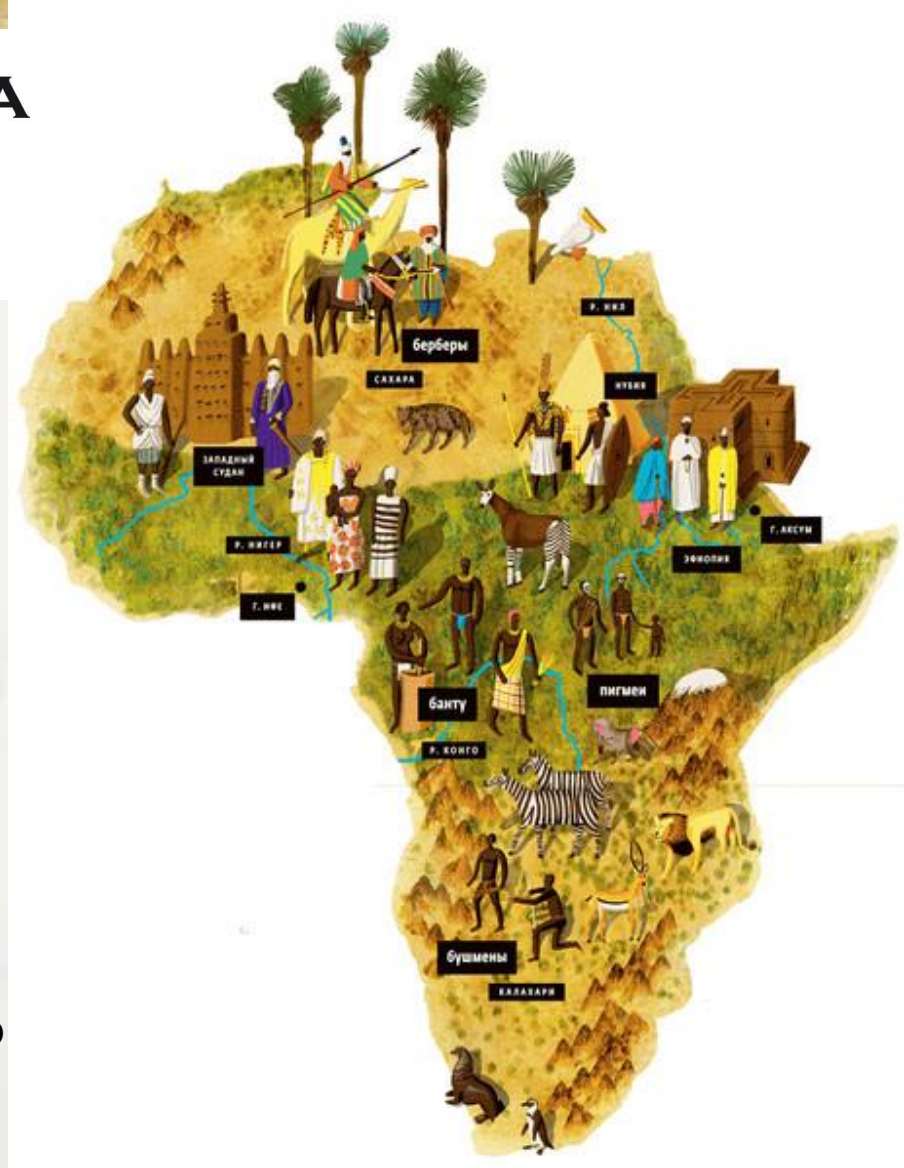 А
берберы
САХАРА
Р. НИЛ
НУБИЯ
ЗАПАДНЫЙ
СУДАН
Р. НИГЕР
Г. ИФЕ
Г. АКСУМ
ЭФИОПИЯ
банту
пигмеи
Р. КОНГО
бушмены
КАЛАХАРИ